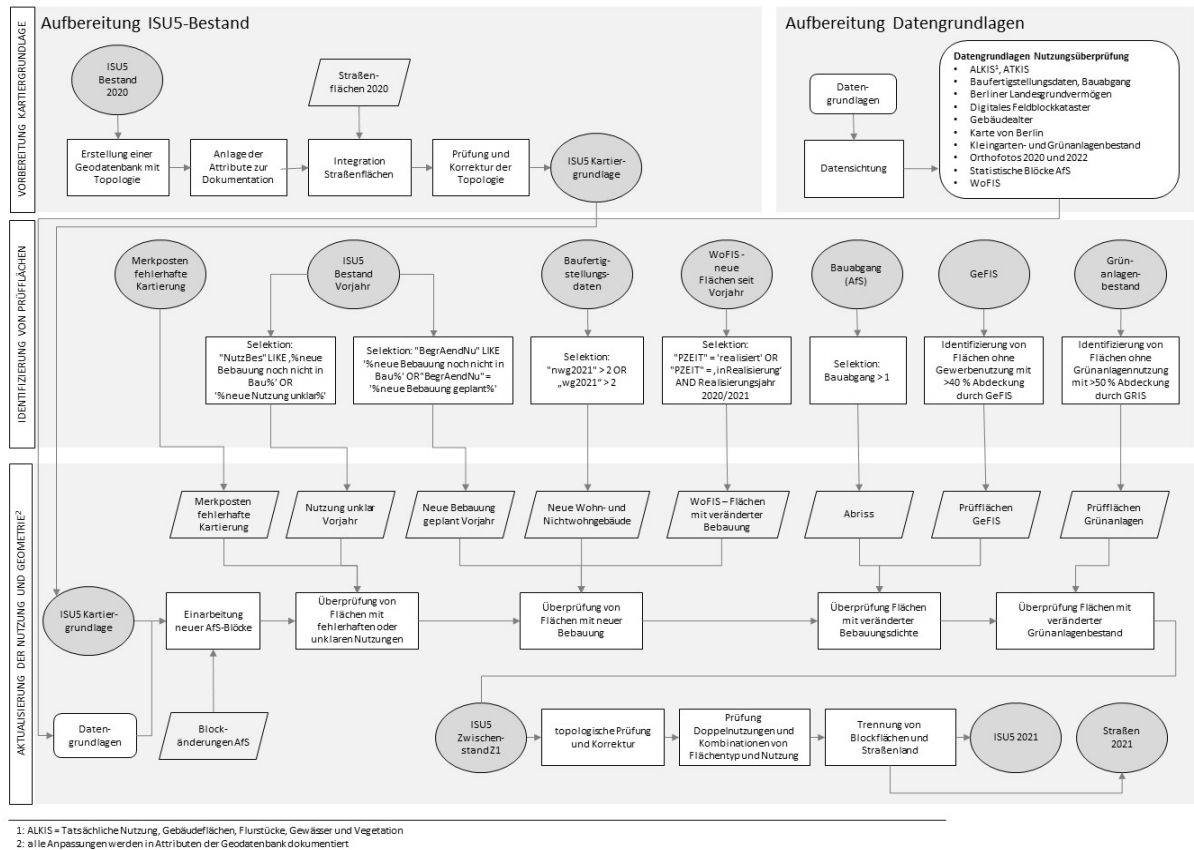 VORBEREITUNG KARTIERGRUNDLAGE
Aufbereitung ISU5-Bestand
ISU5
Bestand
2020
Straßen-
flächen 2020
Erstellung einer
Geodatenbank mit
Topologie
Anlage der
Attribute zur
Dokumentation
Integration
Straßenflächen
Prüfung und
Korrektur der
Topologie
ISU5 Kartier-
grundlage
Aufbereitung Datengrundlagen
Daten-
grundlagen
Datensichtung
Datengrundlagen Nutzungsüberprüfung
• ALKIS¹, ATKIS
• Baufertigstellungsdaten, Bauabgang
• Berliner Landesgrundvermögen
• Digitales Feldblockkataster
• Gebäudealter
• Karte von Berlin
• Kleingarten- und Grünanlagenbestand
• Orthofotos 2020 und 2022
• Statistische Blöcke AfS
• WoFIS
IDENTIFIZIERUNG VON PRÜFFLÄCHEN
Merkposten
fehlerhafte
Kartierung
ISU5
Bestand
Vorjahr
Baufertig-
stellungs-
daten
WoFIS -
neue
Flächen seit
Vorjahr
Bauabgang
(AfS)
GeFIS
Grün-
anlagen-
bestand
Selektion:
"NutzBes" LIKE ‚%neue
Bebauung noch nicht in
Bau%' OR
'%neue Nutzung unklar%'
Selektion: "BegrAendNu" LIKE
'%neue Bebauung noch nicht in
Bau%' OR "BegrAendNu" =
'%neue Bebauung geplant%'
Selektion:
"nwg2021" > 2 OR
„wg2021" > 2
Selektion:
"PZEIT" = 'realisiert' OR
"PZEIT" = ‚in Realisierung'
AND Realisierungsjahr
2020/2021
Selektion:
Bauabgang > 1
Identifizierung von
Flächen ohne
Gewerbenutzung mit
>40 % Abdeckung
durch GeFIS
Identifizierung von
Flächen ohne
Grünanlagennutzung
mit >50 % Abdeckung
durch GRIS
AKTUALISIERUNG DER NUTZUNG UND GEOMETRIE²
Merkposten
fehlerhafte
Kartierung
Nutzung unklar
Vorjahr
Neue Bebauung
geplant Vorjahr
Neue Wohn- und
Nichtwohngebäude
WoFIS – Flächen
mit veränderter
Bebauung
Abriss
Prüfflächen
GeFIS
Prüfflächen
Grünanlagen
ISU5 Kartier-
grundlage
Einarbeitung
neuer AfS-Blöcke
Überprüfung von
Flächen mit
fehlerhaften oder
unklaren Nutzungen
Überprüfung von
Flächen mit neuer
Bebauung
Überprüfung Flächen
mit veränderter
Bebauungsdichte
Überprüfung Flächen mit
veränderter
Grünanlagenbestand
Daten-
grundlagen
Block-
änderungen AfS
ISU5
Zwischen-
stand Z1
topologische Prüfung
und Korrektur
Prüfung
Doppelnutzungen und
Kombinationen von
Flächentyp und Nutzung
Trennung von
Blockflächen und
Straßenland
ISU5 2021
Straßen
2021
1: ALKIS = Tatsächliche Nutzung, Gebäudeflächen, Flurstücke, Gewässer und Vegetation
2: alle Anpassungen werden in Attributen der Geodatenbank dokumentiert